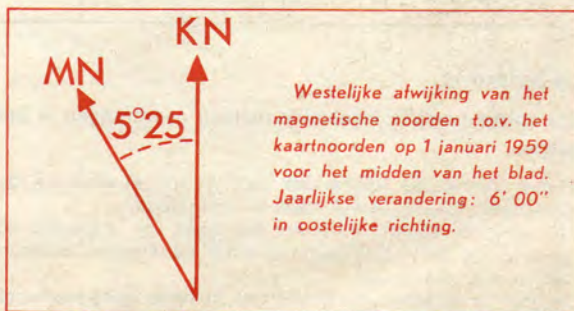 KN
MN
5°25
Westelijke afwijking van het
magnetische noorden t.o.v. het
kaartnoorden op 1 januari 1959
voor het midden van het blad.
Jaarlijkse verandering: 6' 00"
in oostelijke richting.